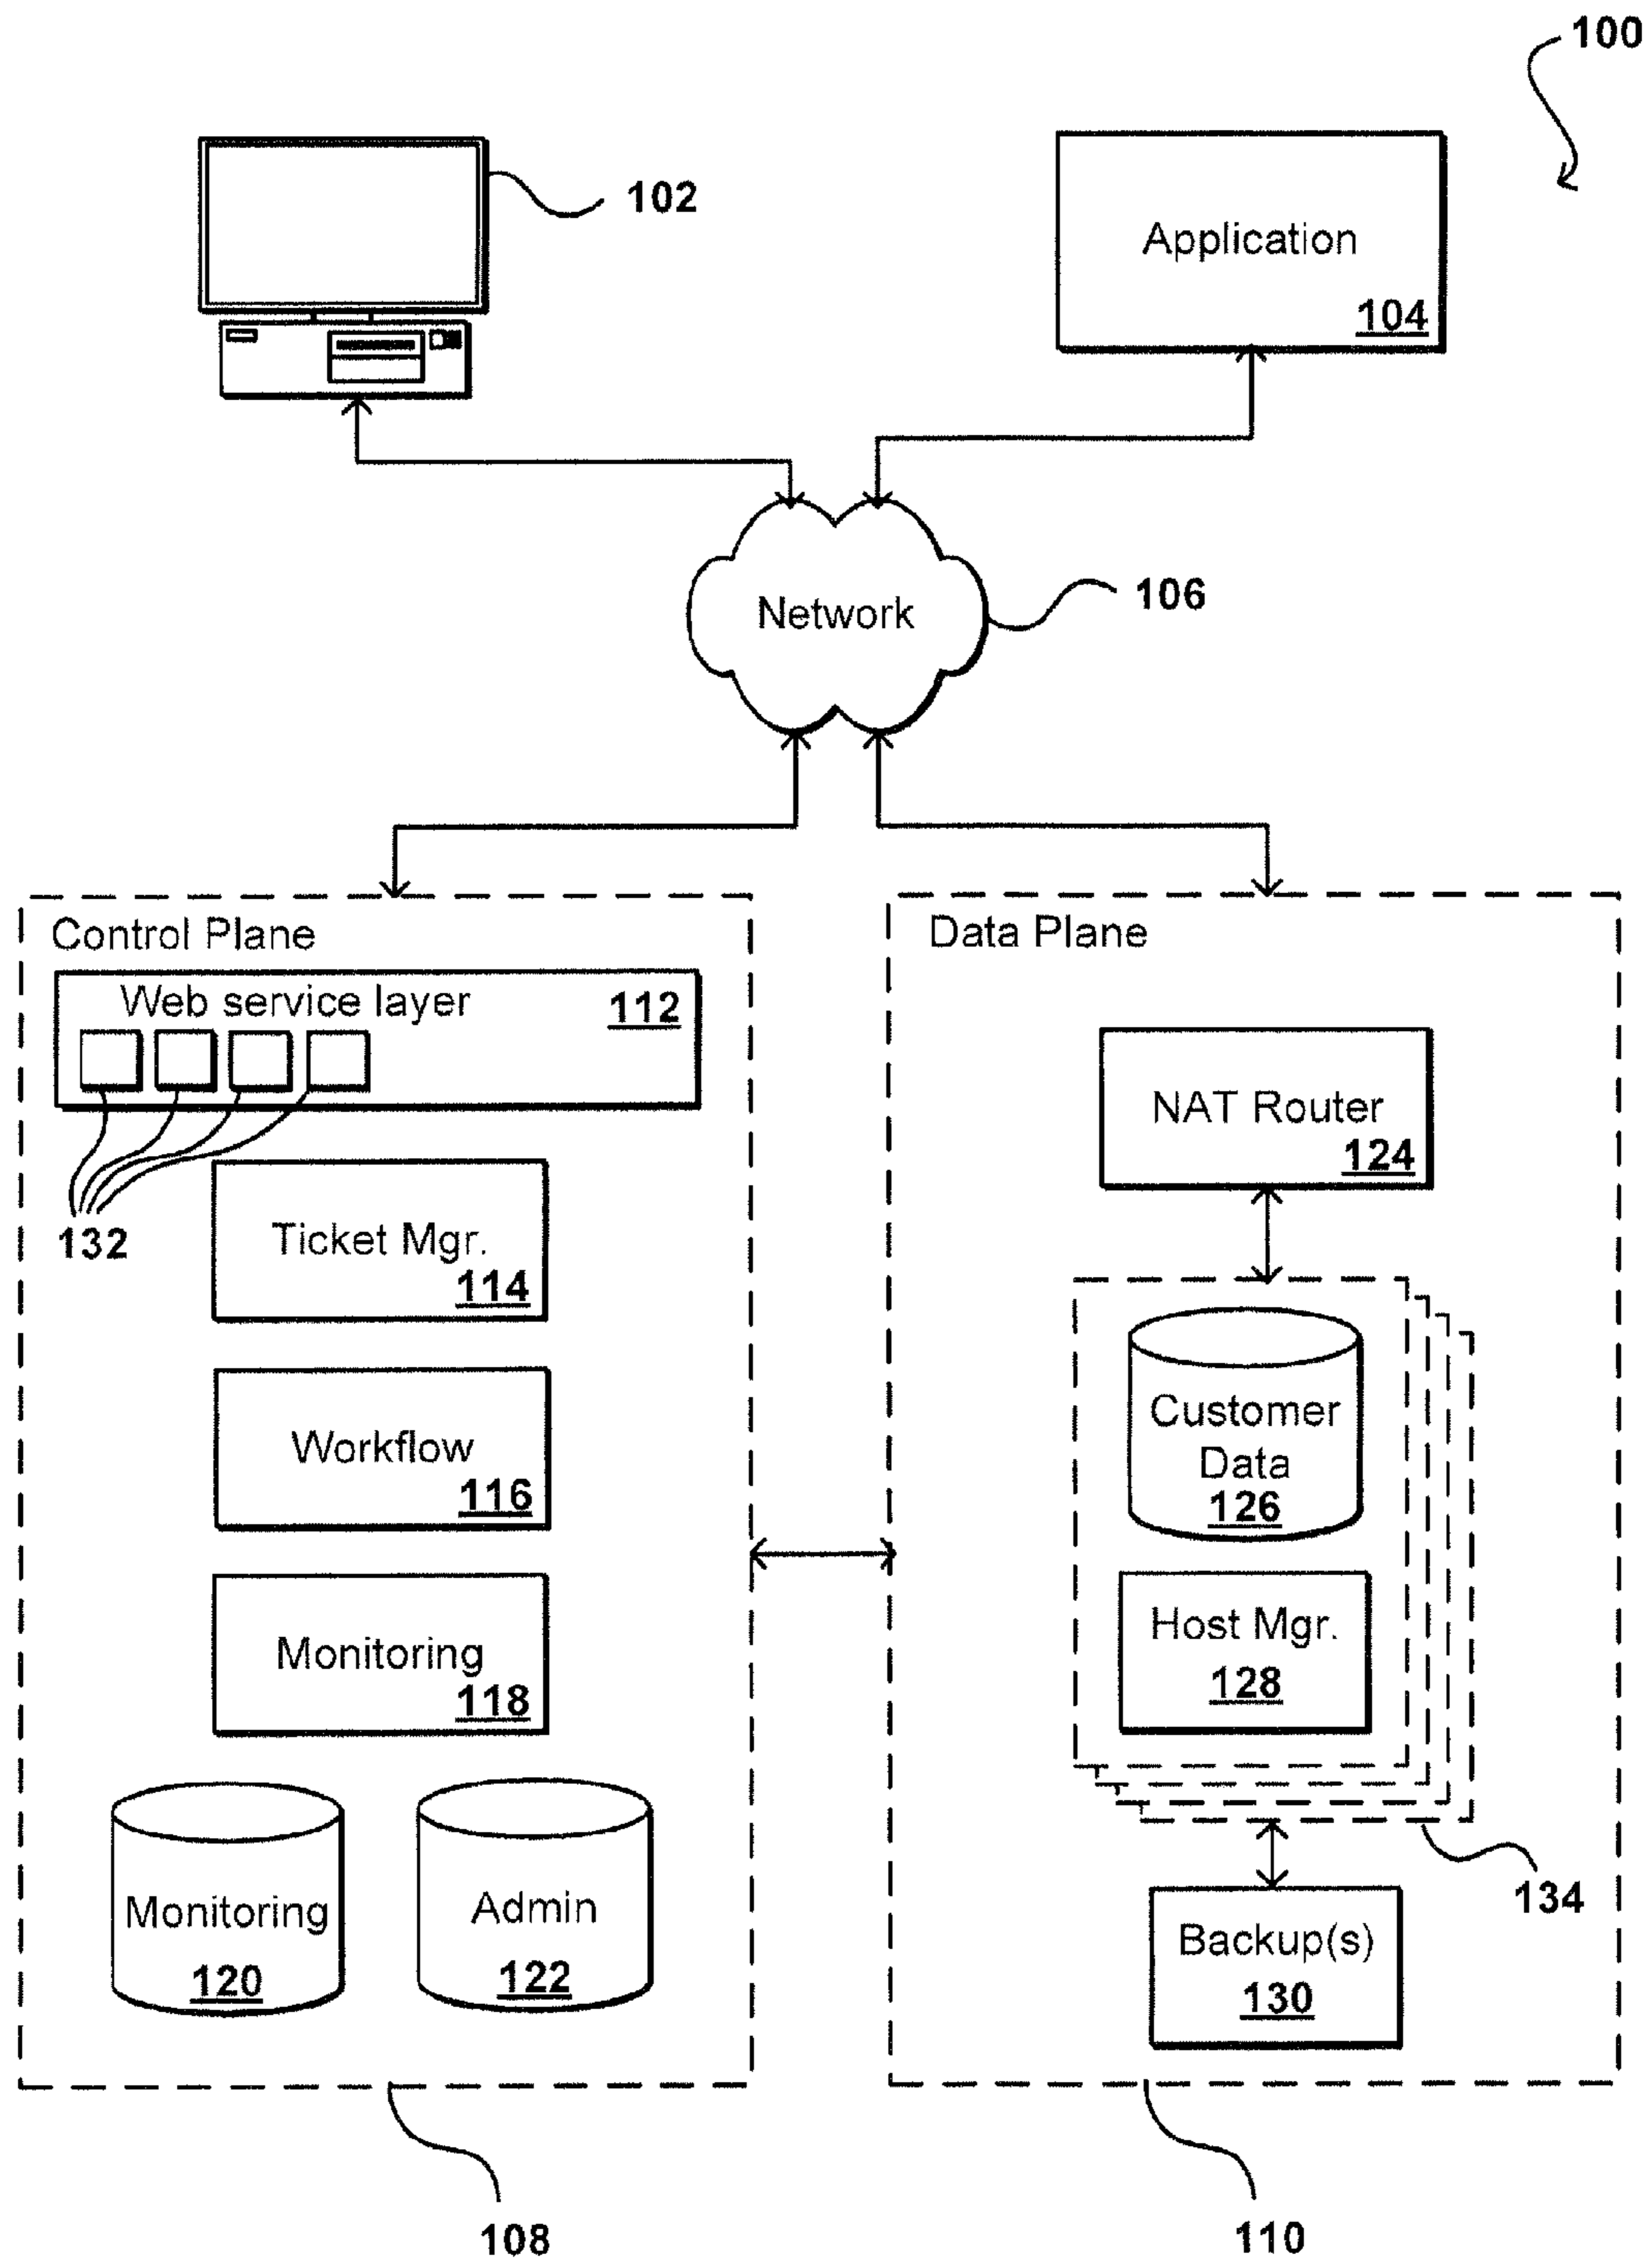 100
102
Application
104
Network
106
Control Plane
Web service layer
112
132
Ticket Mgr.
114
Workflow
116
Monitoring
118
Monitoring
120
Admin
122
Data Plane
NAT Router
124
Customer
Data
126
Host Mgr.
128
134
Backup(s)
130
108
110